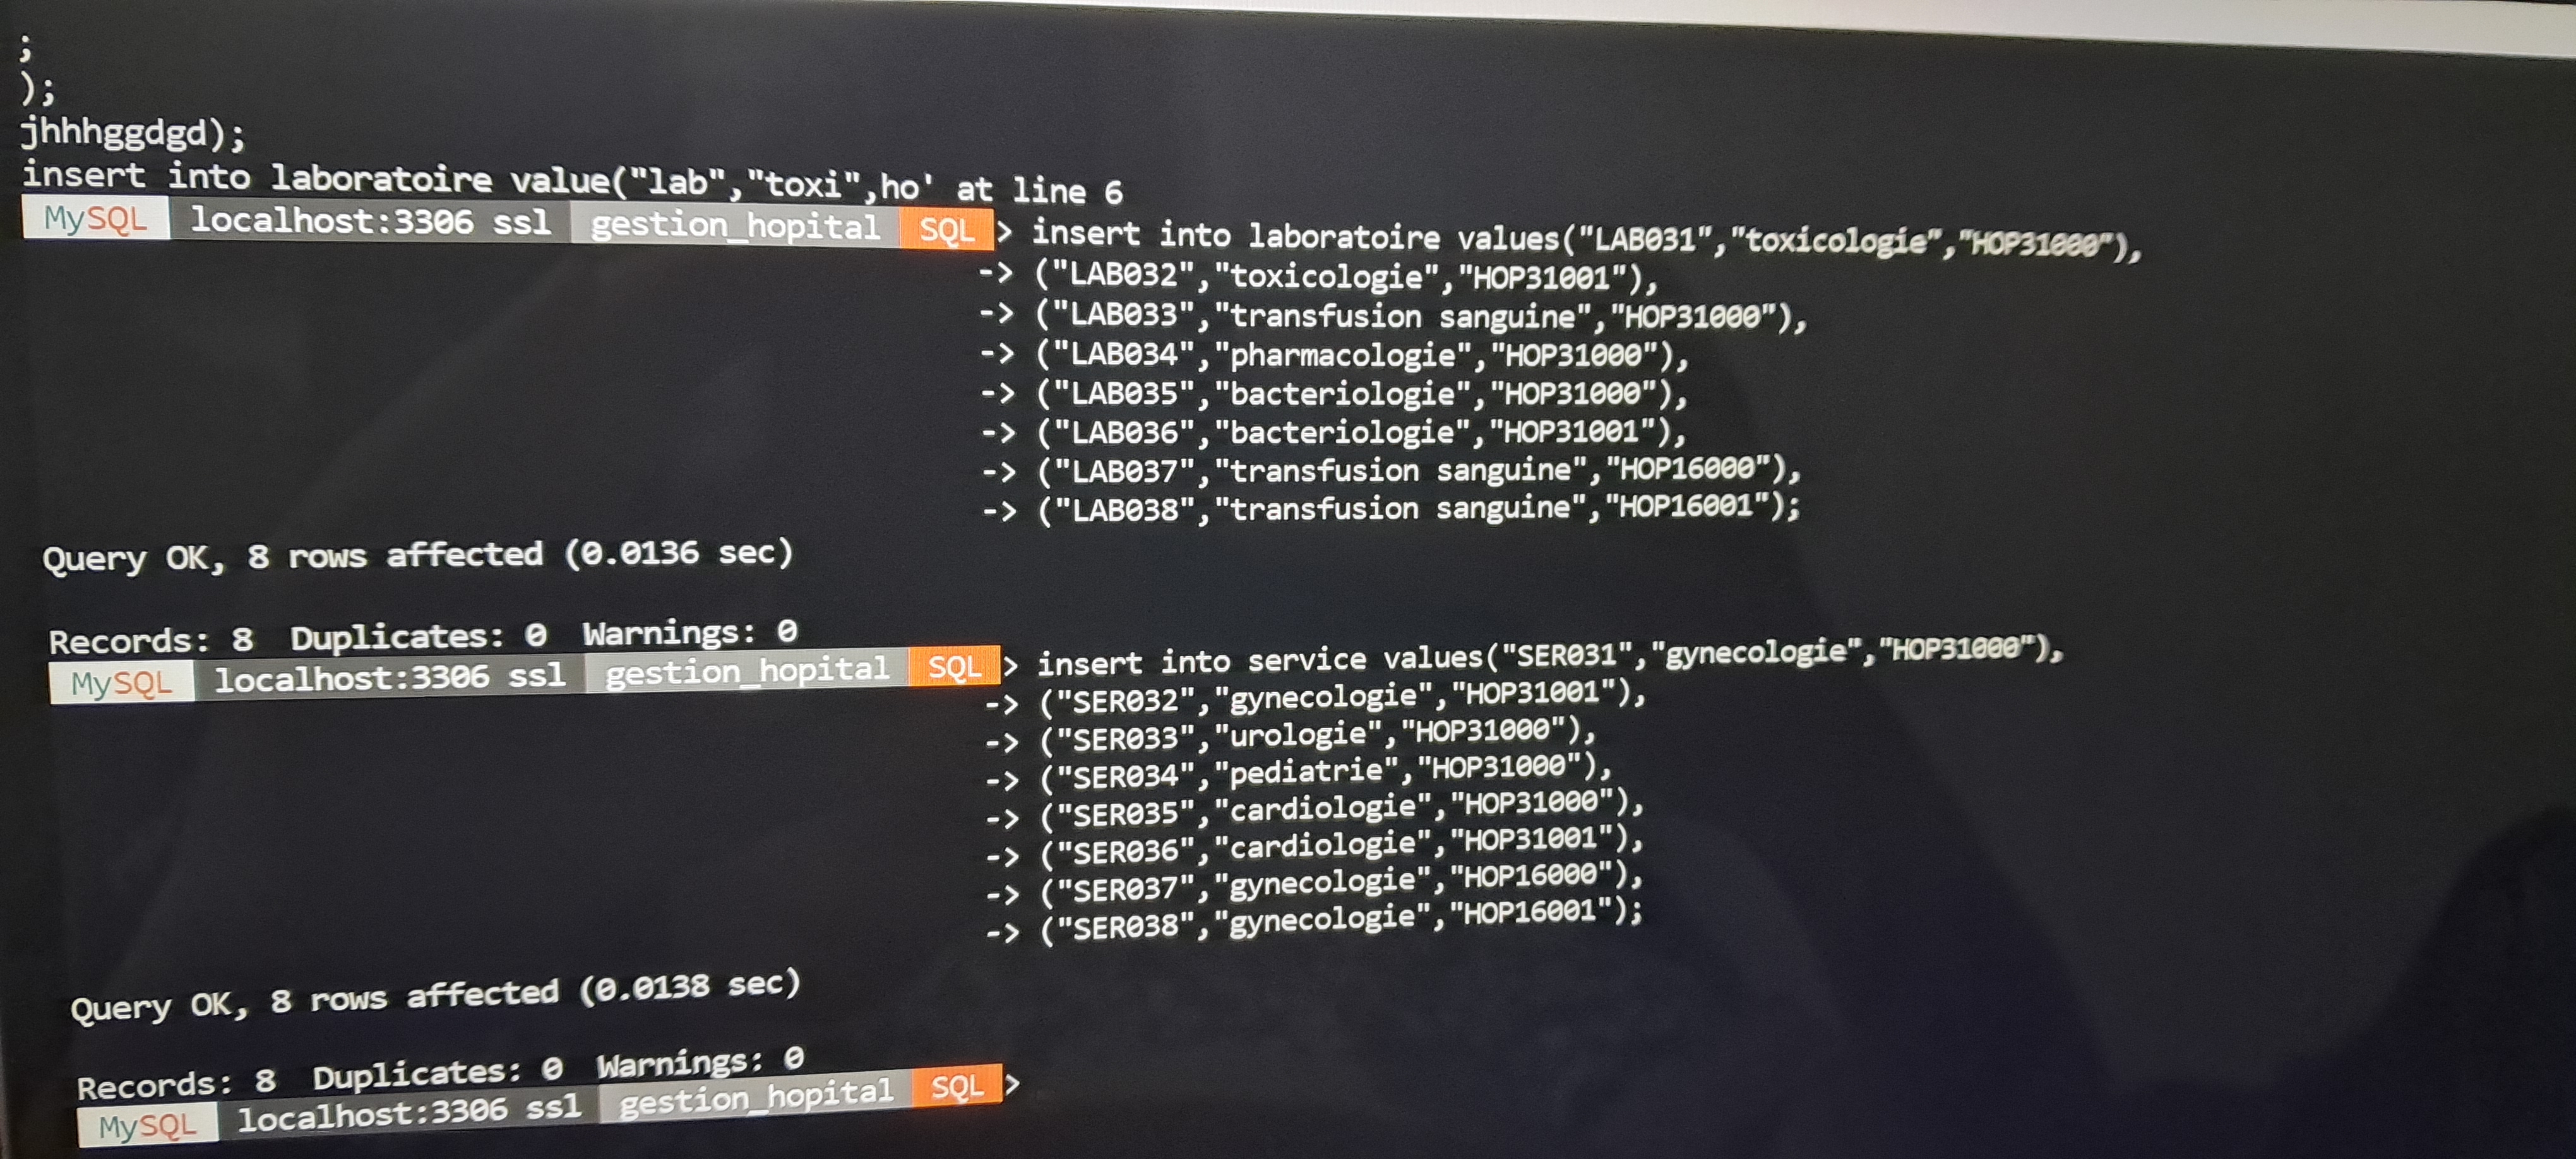 ;
);
jhhhggdgd);
insert into laboratoire value("lab","toxi",ho' at line 6
MySQL localhost:3306 ssl gestion_hopital SQL > insert into laboratoire values("LAB031","toxicologie","HOP31000"),
-> ("LAB032","toxicologie","HOP31001"),
-> ("LAB033","transfusion sanguine","HOP31000"),
-> ("LAB034","pharmacologie","HOP31000"),
-> ("LAB035","bacteriologie","HOP31000"),
-> ("LAB036","bacteriologie","HOP31001"),
-> ("LAB037","transfusion sanguine","HOP16000"),
-> ("LAB038","transfusion sanguine","HOP16001");
Query OK, 8 rows affected (0.0136 sec)
Records: 8 Duplicates: 0 Warnings: 0
MySQL localhost:3306 ssl gestion_hopital SQL > insert into service values("SER031","gynecologie","HOP31000"),
-> ("SER032","gynecologie","HOP31001"),
-> ("SER033","urologie","HOP31000"),
-> ("SER034","pediatrie","HOP31000"),
-> ("SER035","cardiologie","HOP31000"),
-> ("SER036","cardiologie","HOP31001"),
-> ("SER037","gynecologie","HOP16000"),
-> ("SER038","gynecologie","HOP16001");
Query OK, 8 rows affected (0.0138 sec)
Records: 8 Duplicates: 0 Warnings: 0
MySQL localhost:3306 ssl gestion_hopital SQL >